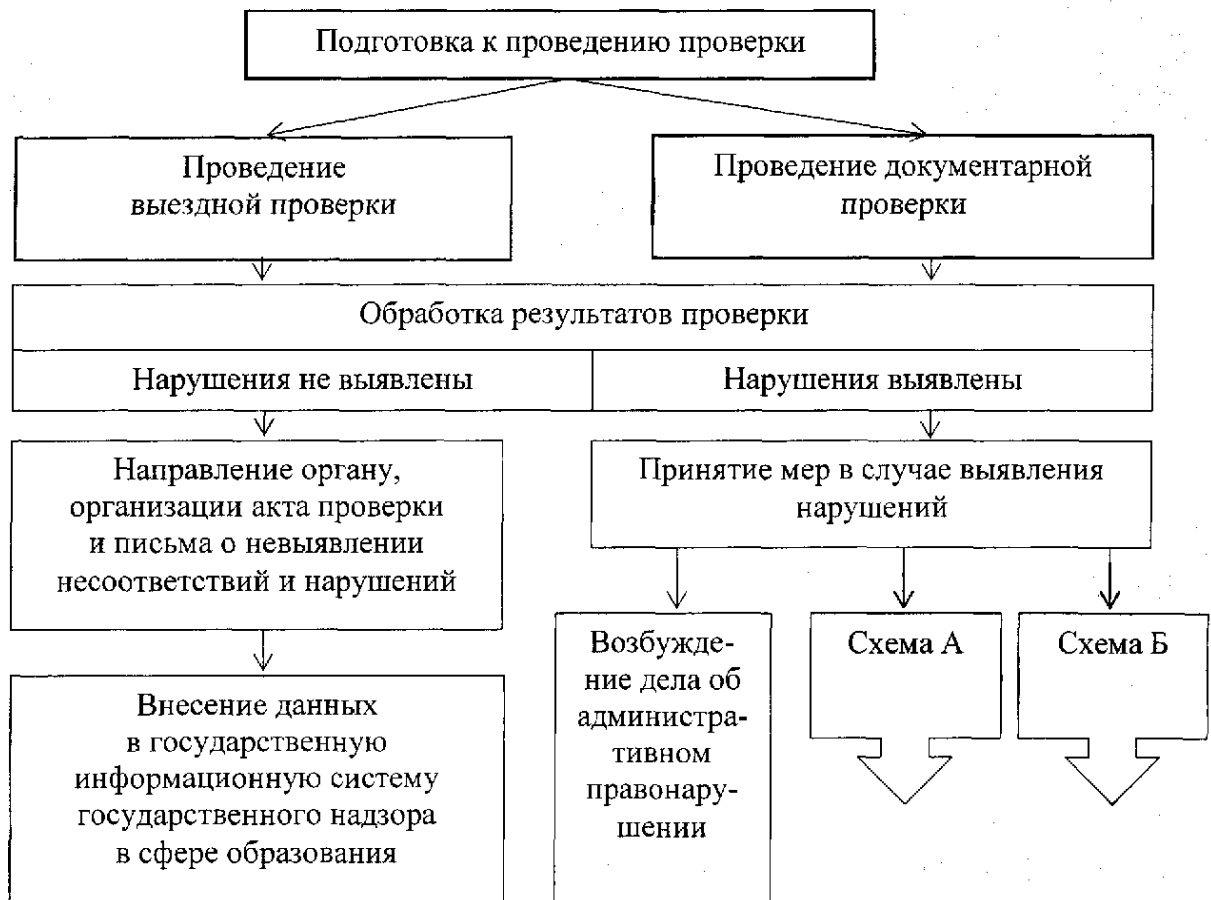 Подготовка к проведению проверки
Проведение
выездной проверки
Проведение документарной
проверки
Обработка результатов проверки
Нарушения не выявлены
Нарушения выявлены
Направление органу,
организации акта проверки
и письма о невыявлении
несоответствий и нарушений
Принятие мер в случае выявления
нарушений
Внесение данных
в государственную
информационную систему
государственного надзора
в сфере образования
Возбужде-
ние дела об
администра-
тивном
правонару-
шении
Схема А
Схема Б